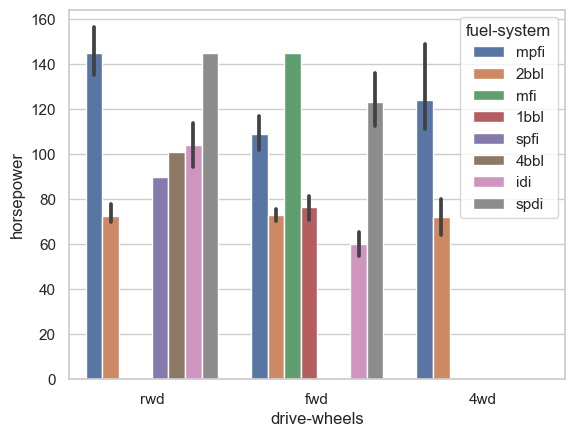 160
140
120
100
80
60
40
20
0
horsepower
rwd
fwd
4wd
drive-wheels
fuel-system
mpfi
2bbl
mfi
1bbl
spfi
4bbl
idi
spdi